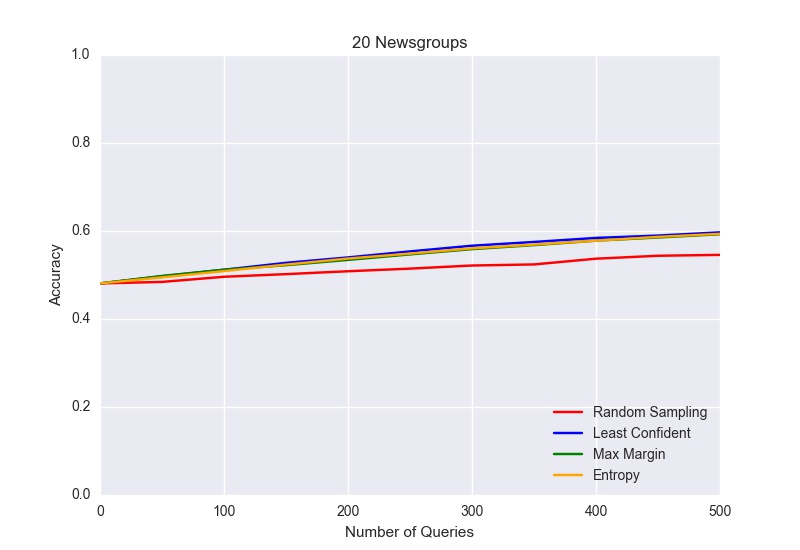 20 Newsgroups
1.0
0.8
0.6
0.4
0.2
0.0
Accuracy
0 100 200 300 400 500
Number of Queries
Random Sampling
Least Confident
Max Margin
Entropy